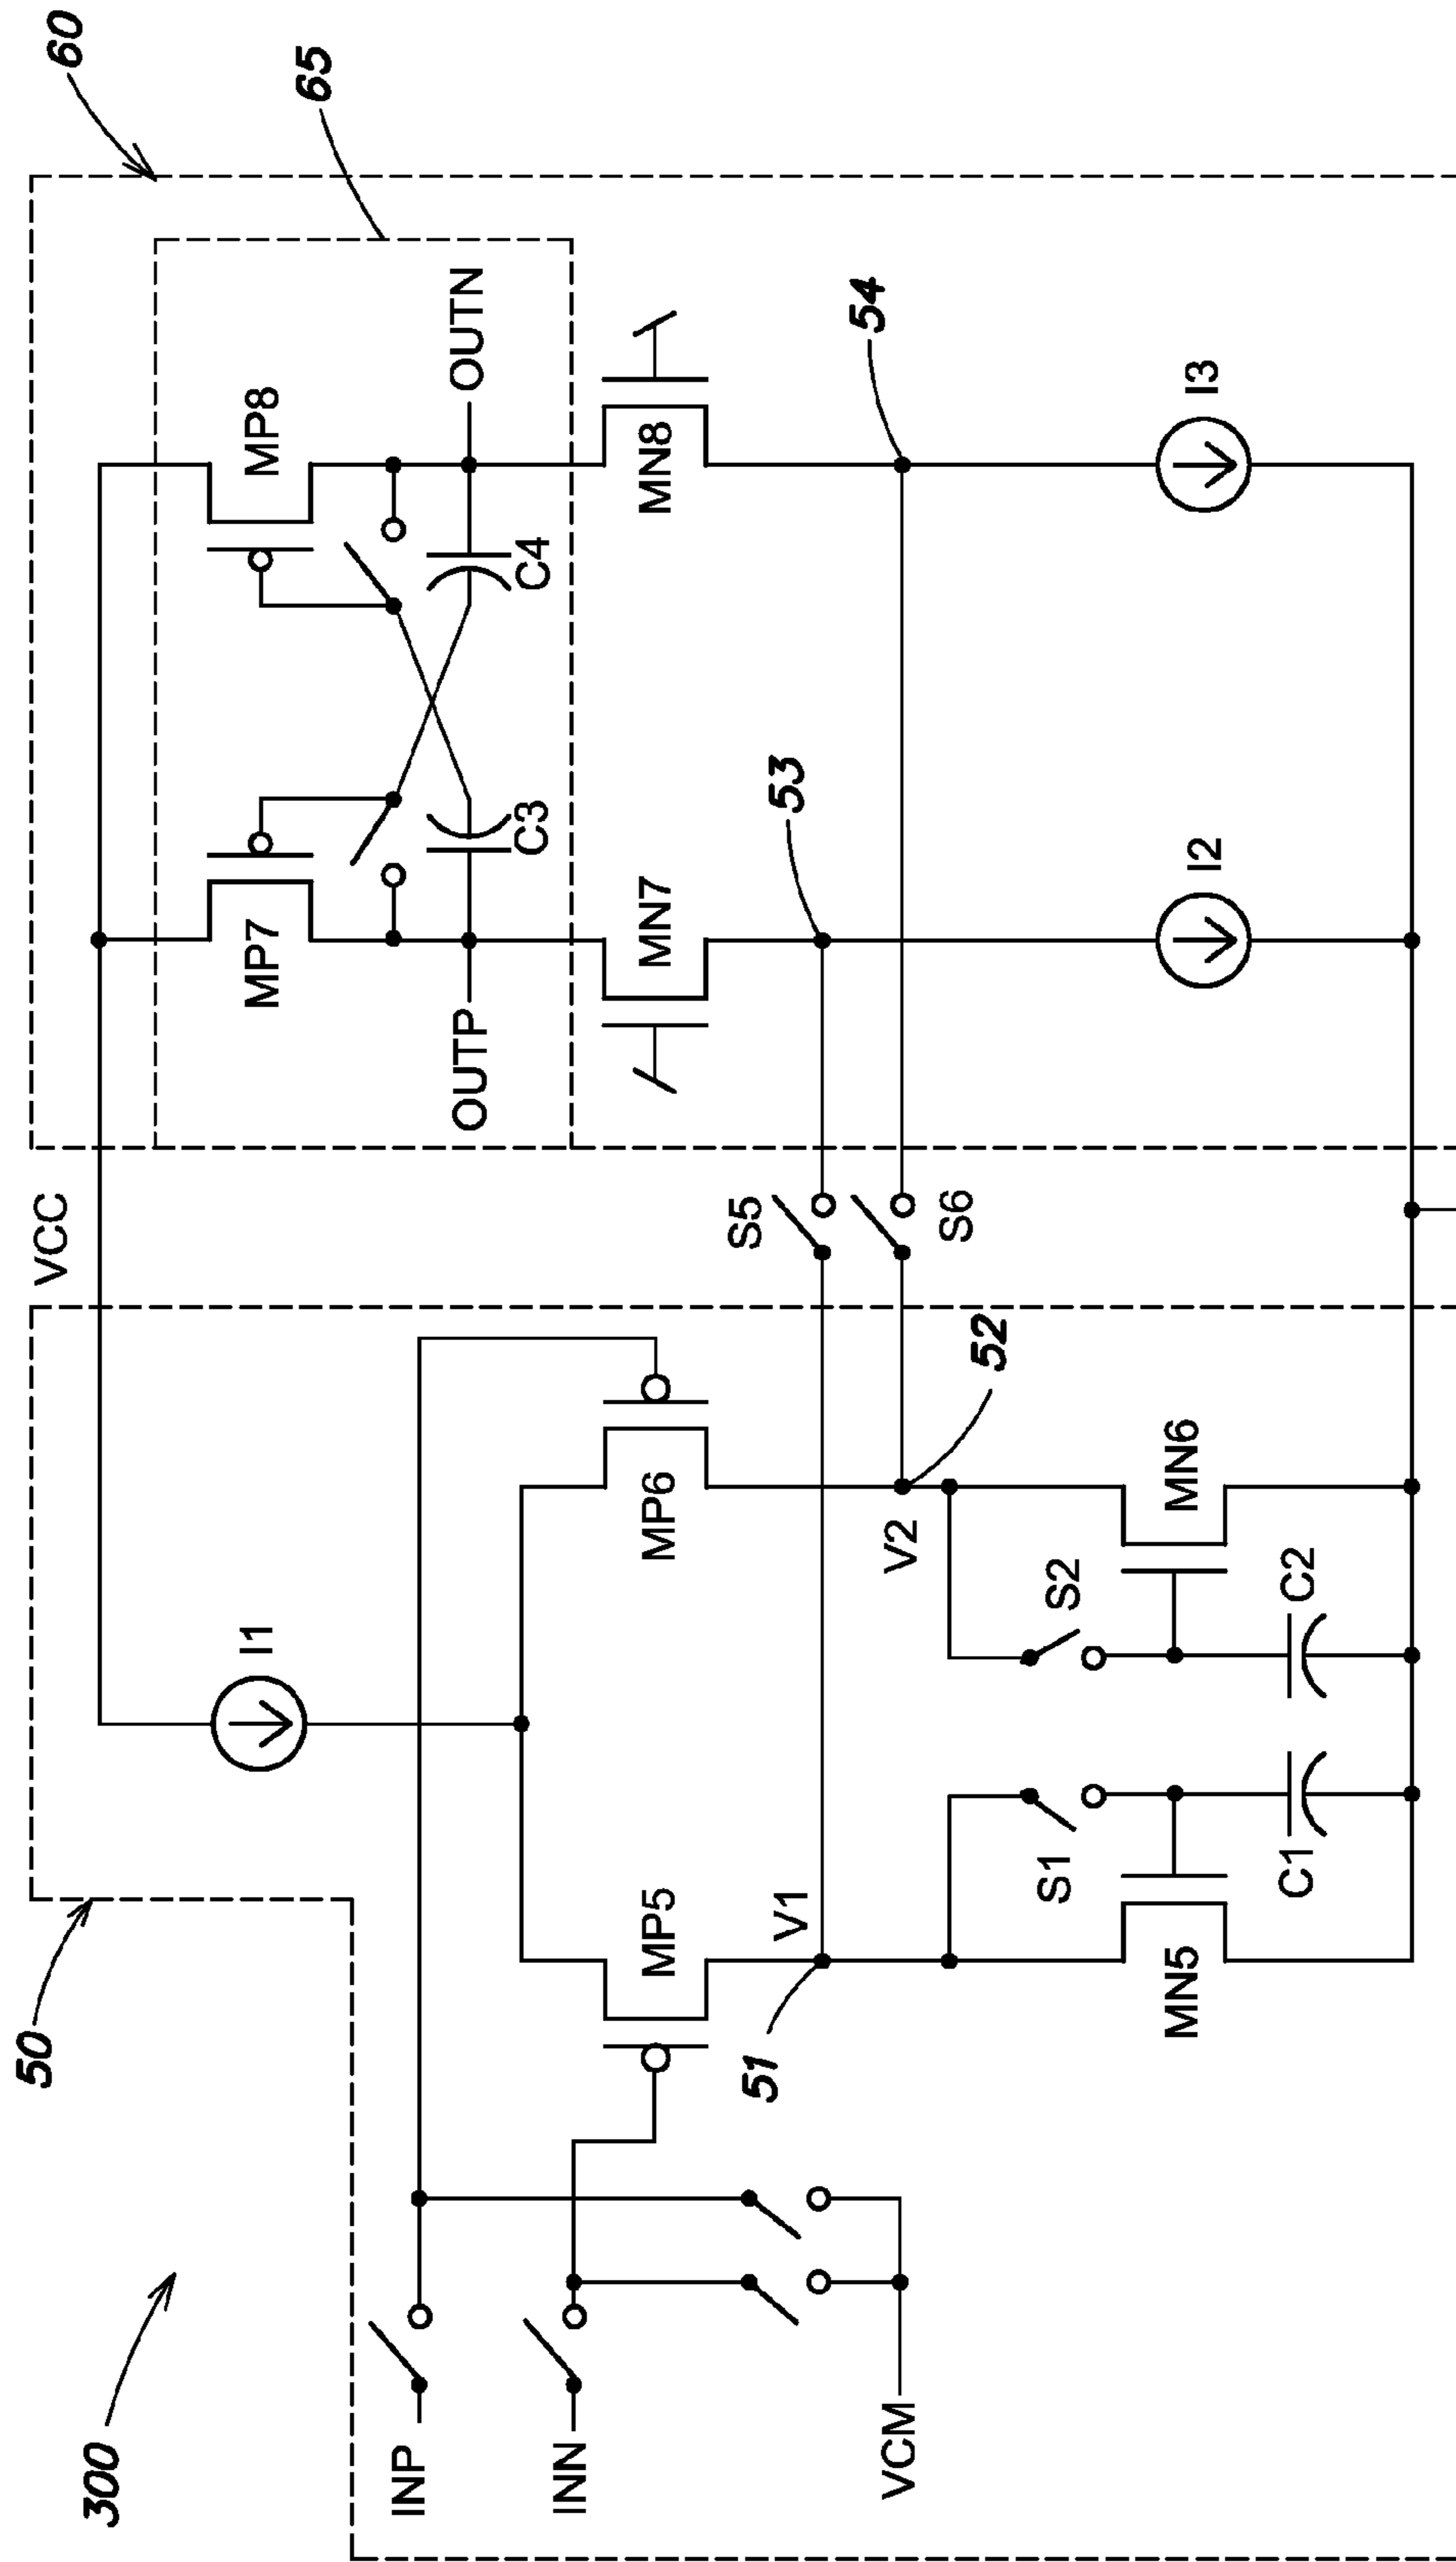 300
50
60
65
VCC
I1
INP
INN
VCM
MP5
MP6
V1
V2
51
52
S1
S2
MN5
MN6
C1
C2
S5
S6
MP7
MP8
OUTP
OUTN
C3
C4
MN7
MN8
53
54
I2
I3